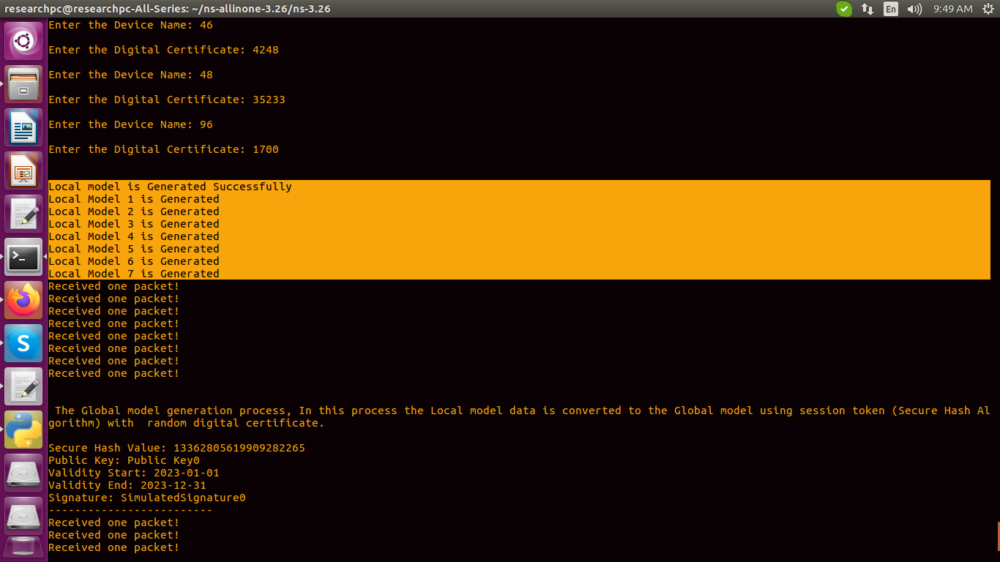 researchpc@researchpc-All-Series: ~/ns-allinone-3.26/ns-3.26
En
9:49 AM
Enter the Device Name: 46
Enter the Digital Certificate: 4248
Enter the Device Name: 48
Enter the Digital Certificate: 35233
Enter the Device Name: 96
Enter the Digital Certificate: 1700
Local model is Generated Successfully
Local Model 1 is Generated
Local Model 2 is Generated
Local Model 3 is Generated
Local Model 4 is Generated
Local Model 5 is Generated
Local Model 6 is Generated
Local Model 7 is Generated
Received one packet!
Received one packet!
Received one packet!
Received one packet!
Received one packet!
Received one packet!
Received one packet!
Received one packet!
The Global model generation process, In this process the Local model data is converted to the Global model using session token (Secure Hash Al
gorithm) with  random digital certificate.
Secure Hash Value: 13362805619909282265
Public Key: Public Key0
Validity Start: 2023-01-01
Validity End: 2023-12-31
Signature: SimulatedSignature0
-------------------------
Received one packet!
Received one packet!
Received one packet!
S
>_